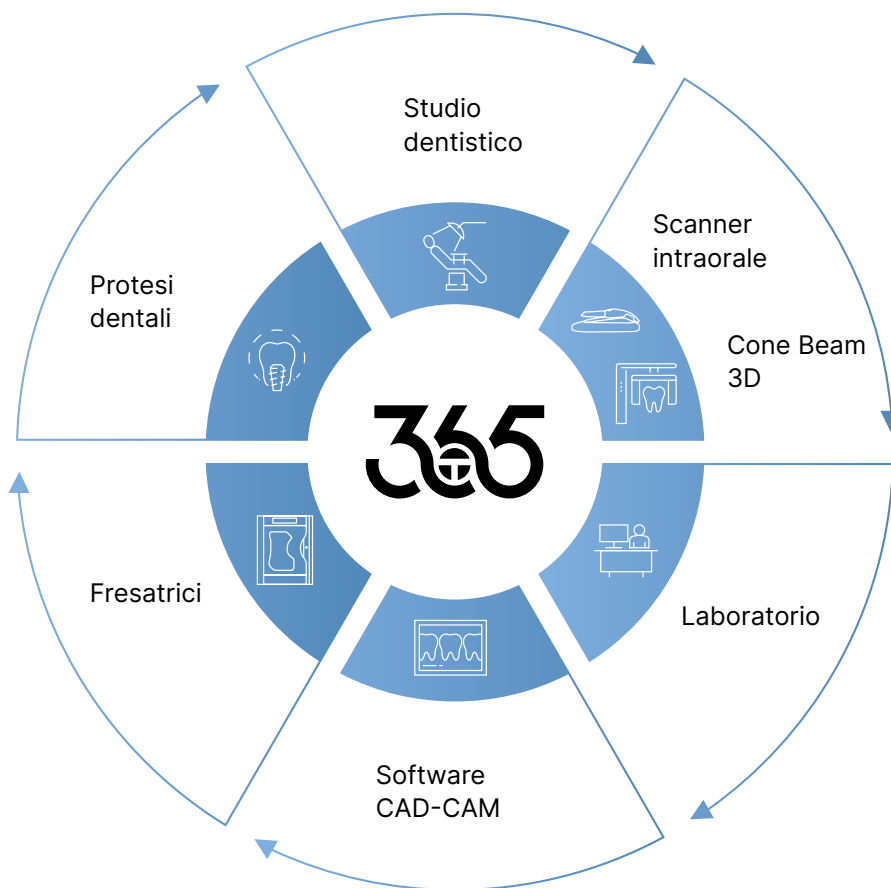 Studio
dentistico
Scanner
intraorale
Cone Beam
3D
Laboratorio
Software
CAD-CAM
Fresatrici
Protesi
dentali
365